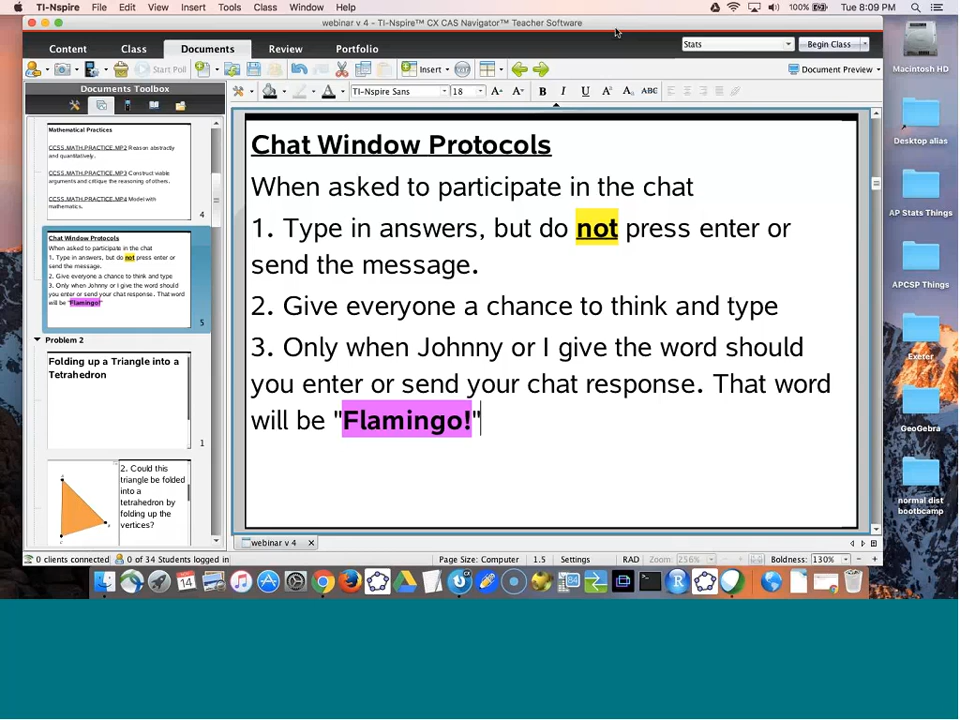 TI-Nspire File Edit View Insert Tools Class Window Help 100% Tue 8:09 PM
webinar v 4 - TI-Nspire™ CX CAS Navigator™ Teacher Software
Content Class Documents Review Portfolio
Stats
Begin Class
Start Poll
Insert
Document Preview
Documents Toolbox
TI-Nspire Sans 18 A A B I U A A ABC
Mathematical Practices
CCSS.MATH.PRACTICE.MP2 Reason abstractly
and quantitatively.
CCSS.MATH.PRACTICE.MP3 Construct viable
arguments and critique the reasoning of others.
CCSS.MATH.PRACTICE.MP4 Model with
mathematics.
4
Chat Window Protocols
When asked to participate in the chat
1. Type in answers, but do not press enter or
send the message.
2. Give everyone a chance to think and type
3. Only when Johnny or I give the word should
you enter or send your chat response. That word
will be "Flamingo!"
5
Problem 2
Folding up a Triangle into a
Tetrahedron
1
2. Could this
triangle be folded
into a
tetrahedron by
folding up the
vertices?
Chat Window Protocols
When asked to participate in the chat
1. Type in answers, but do not press enter or
send the message.
2. Give everyone a chance to think and type
3. Only when Johnny or I give the word should
you enter or send your chat response. That word
will be "Flamingo!"
webinar v 4
0 clients connected 0 of 34 Students logged in
Page Size: Computer 1.5 Settings RAD Zoom: 256% Boldness: 130%
Macintosh HD
Desktop alias
AP Stats Things
APCSP Things
Exeter
GeoGebra
normal dist
bootbcamp
14
84
R